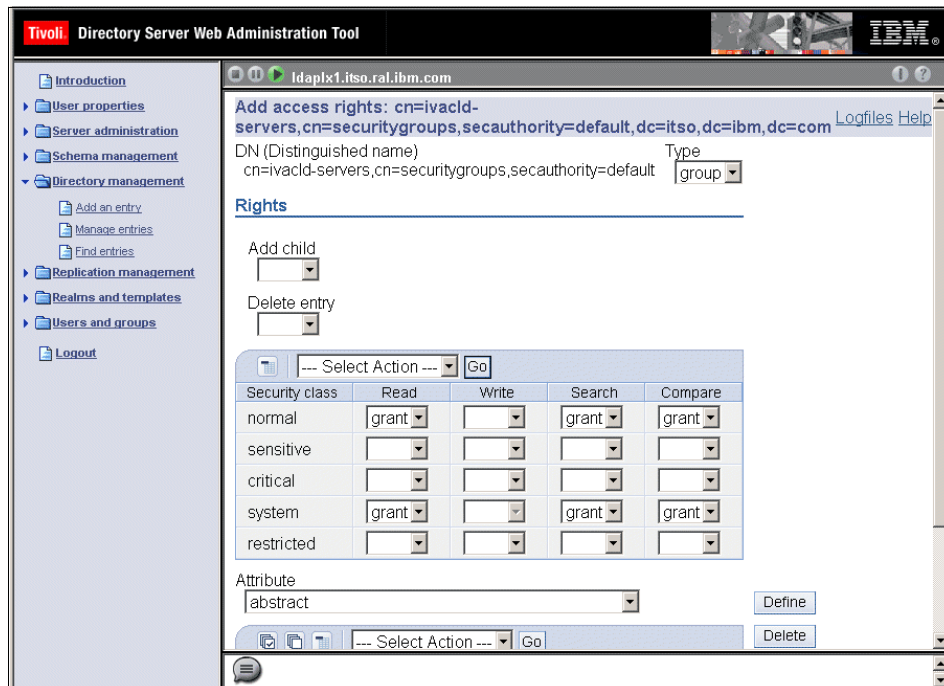 Tivoli. Directory Server Web Administration Tool
IBM®
Introduction
User properties
Server administration
Schema management
Directory management
Add an entry
Manage entries
Find entries
Replication management
Realms and templates
Users and groups
Logout
ldaplx1.itso.ral.ibm.com
Add access rights: cn=ivacld-
servers,cn=securitygroups,secauthority=default,dc=itso,dc=ibm,dc=com
Logfiles Help
DN (Distinguished name) Type
cn=ivacld-servers,cn=securitygroups,secauthority=default group
Rights
Add child
Delete entry
--- Select Action --- Go
Security class Read Write Search Compare
normal grant grant grant
sensitive
critical
system grant grant grant
restricted
Attribute
abstract Define
Delete
--- Select Action --- Go